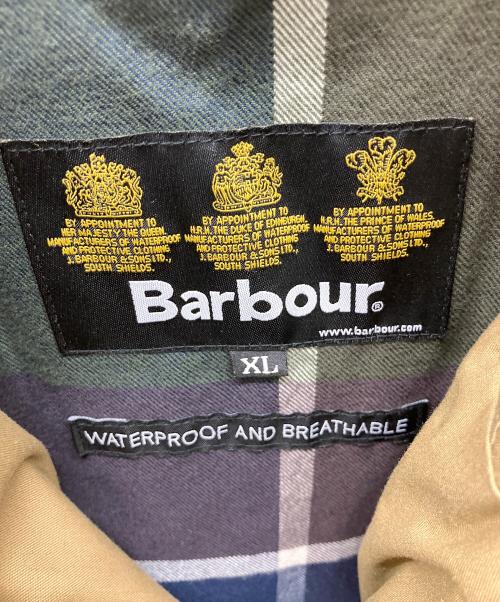 BY APPOINTMENT TO
HER MAJESTY THE QUEEN
MANUFACTURERS OF WATERPROOF
AND PROTECTIVE CLOTHING
J. BARBOUR & SONS LTD.,
SOUTH SHIELDS.
BY APPOINTMENT TO
H.R.H. THE DUKE OF EDINBURGH,
MANUFACTURERS OF WATERPROOF
AND PROTECTIVE CLOTHING
J. BARBOUR & SONS LTD.,
SOUTH SHIELDS.
BY APPOINTMENT TO
H.R.H. THE PRINCE OF WALES,
MANUFACTURERS OF WATERPROOF
AND PROTECTIVE CLOTHING
J. BARBOUR & SONS LTD.,
SOUTH SHIELDS.
Barbour®
www.barbour.com
XL
WATERPROOF AND BREATHABLE